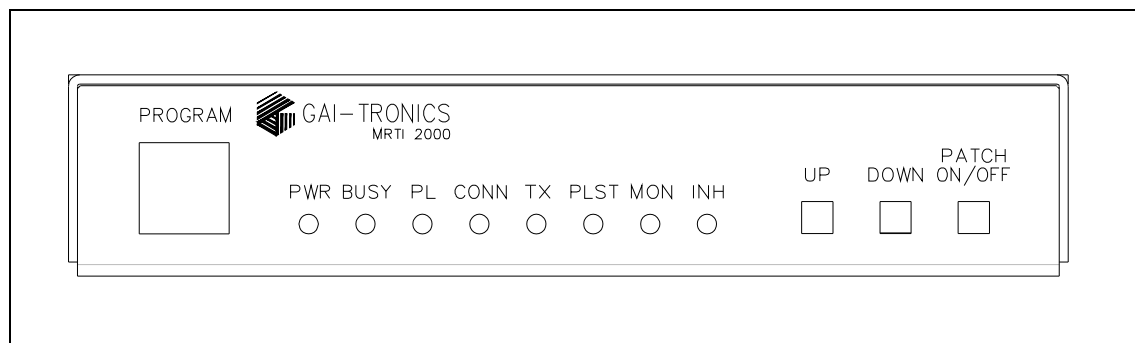 PROGRAM
GAI-TRONICS
MRTI 2000
PWR BUSY PL CONN TX PLST MON INH
UP DOWN PATCH ON/OFF